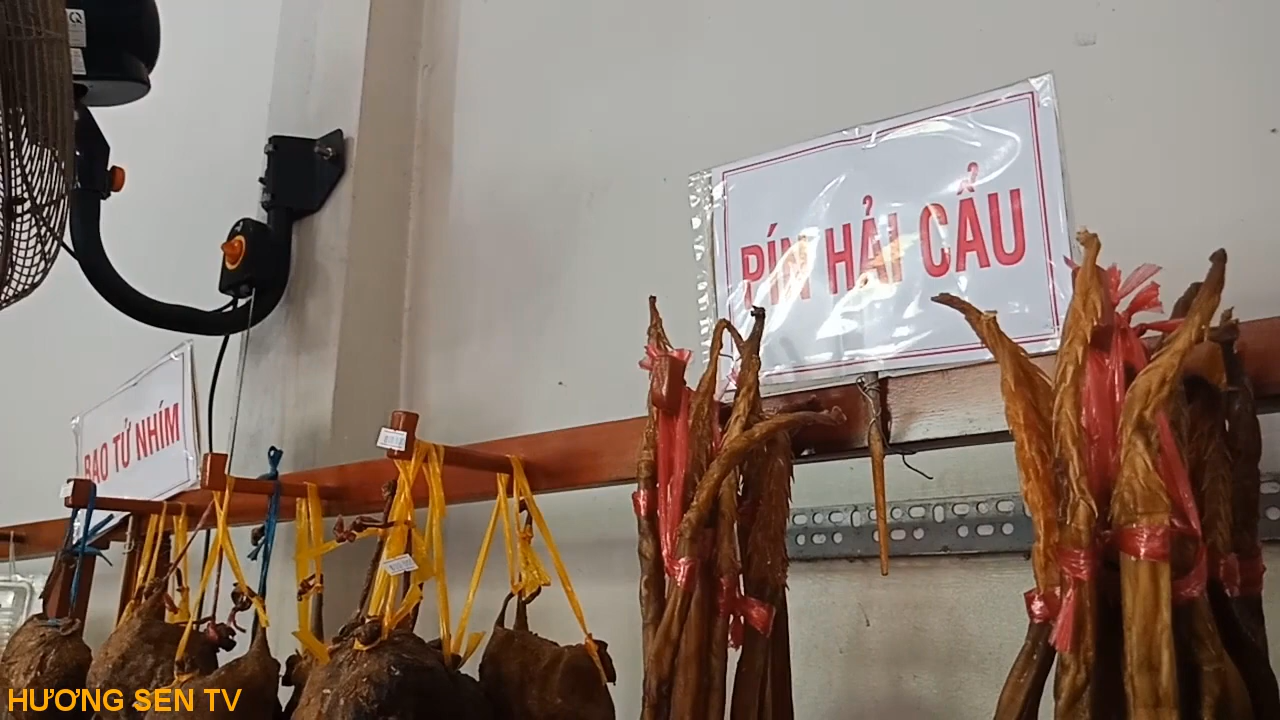 PÍN HẢI CẨU
BAO TỬ NHÍM
HƯƠNG SEN TV